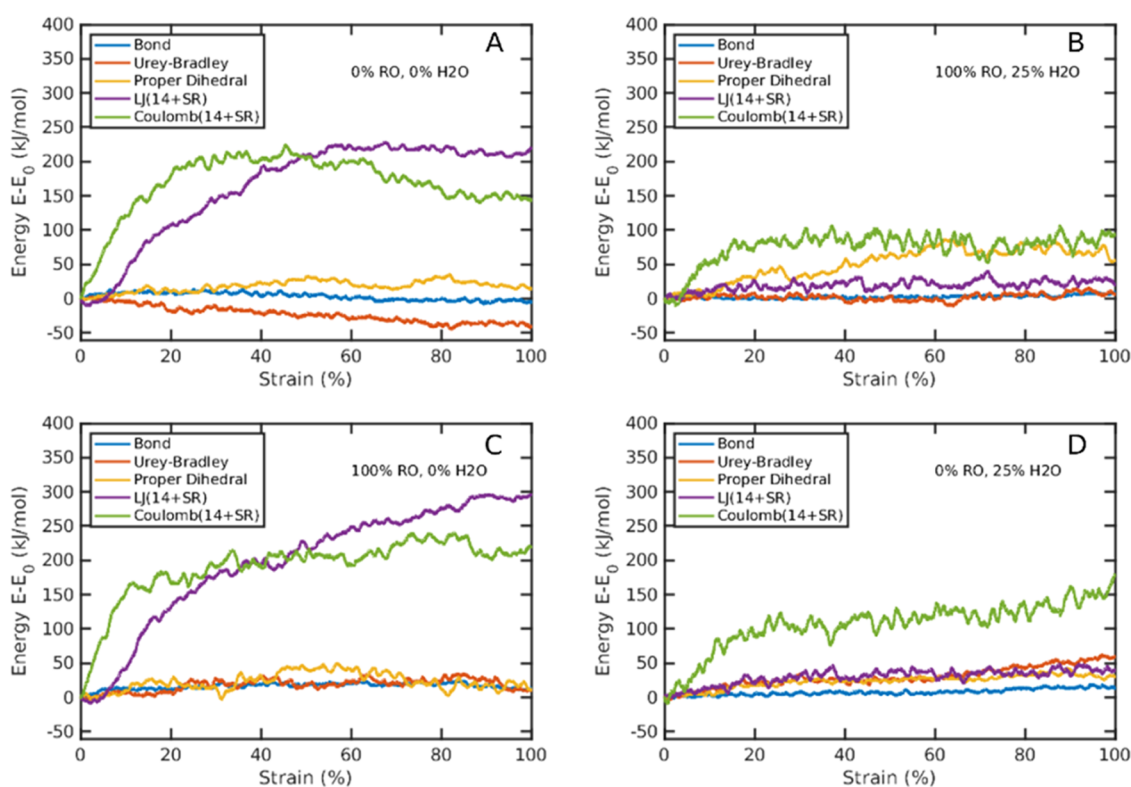 A
0% RO, 0% H2O
Bond
Urey-Bradley
Proper Dihedral
LJ(14+SR)
Coulomb(14+SR)
400
350
300
250
200
150
100
50
0
-50
Energy E-E0 (kJ/mol)
0 20 40 60 80 100
Strain (%)
B
100% RO, 25% H2O
Bond
Urey-Bradley
Proper Dihedral
LJ(14+SR)
Coulomb(14+SR)
400
350
300
250
200
150
100
50
0
-50
Energy E-E0 (kJ/mol)
0 20 40 60 80 100
Strain (%)
C
100% RO, 0% H2O
Bond
Urey-Bradley
Proper Dihedral
LJ(14+SR)
Coulomb(14+SR)
400
350
300
250
200
150
100
50
0
-50
Energy E-E0 (kJ/mol)
0 20 40 60 80 100
Strain (%)
D
0% RO, 25% H2O
Bond
Urey-Bradley
Proper Dihedral
LJ(14+SR)
Coulomb(14+SR)
400
350
300
250
200
150
100
50
0
-50
Energy E-E0 (kJ/mol)
0 20 40 60 80 100
Strain (%)